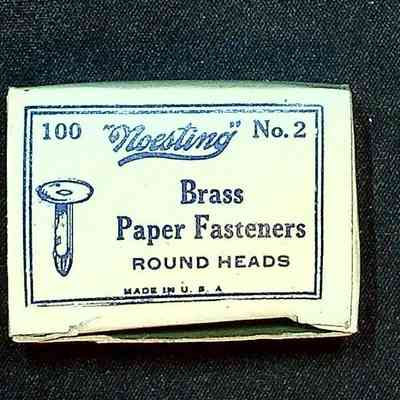 100 "Noesting" No. 2
Brass
Paper Fasteners
ROUND HEADS
MADE IN U. S. A